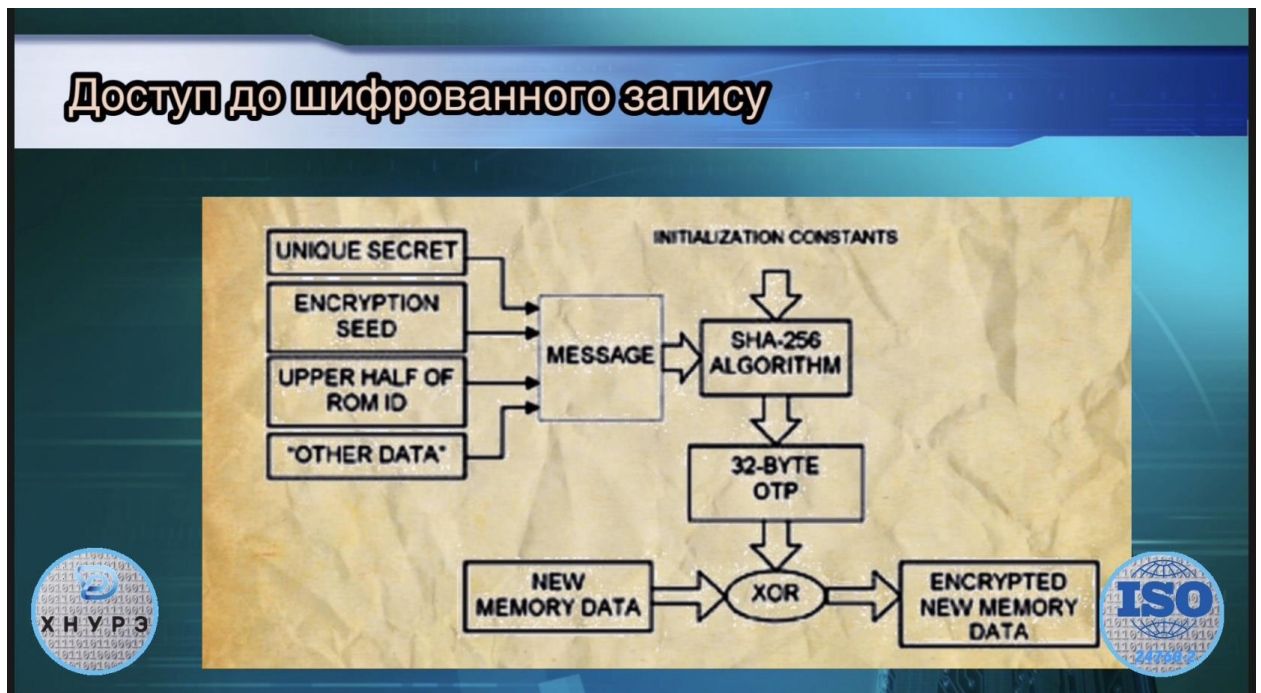 Доступ до шифрованного запису
INITIALIZATION CONSTANTS
UNIQUE SECRET
ENCRYPTION
SEED
UPPER HALF OF
ROM ID
"OTHER DATA"
MESSAGE
SHA-256
ALGORITHM
32-BYTE
OTP
NEW
MEMORY DATA
XOR
ENCRYPTED
NEW MEMORY
DATA
ХНУРЭ
ISO